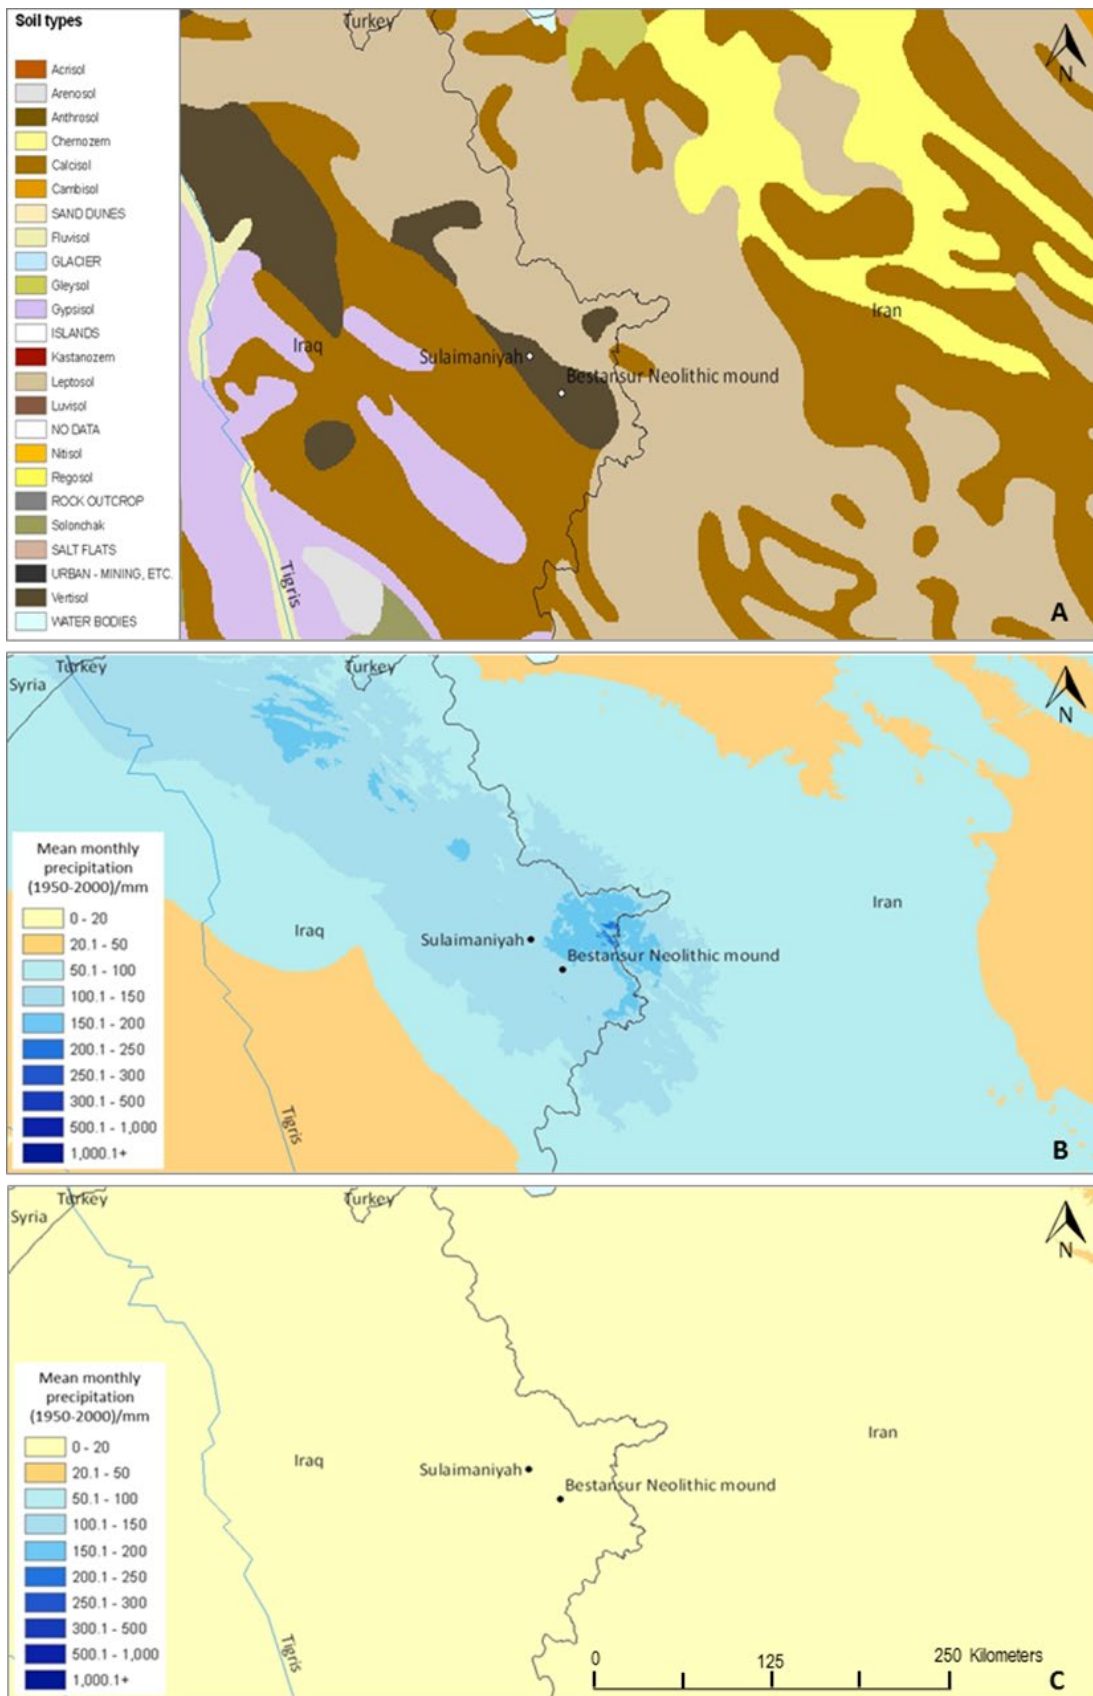 Soil types
Acrisol
Arenosol
Anthrosol
Chernozem
Calcisol
Cambisol
SAND DUNES
Fluvisol
GLACIER
Gleysol
Gypsisol
ISLANDS
Kastanozem
Leptosol
Luvisol
NO DATA
Nitisol
Regosol
ROCK OUTCROP
Solonchak
SALT FLATS
URBAN - MINING, ETC.
Vertisol
WATER BODIES
Turkey
N
Iran
Iraq
Sulaimaniyah
Bestansur Neolithic mound
Tigris
A
Turkey
Turkey
Syria
N
Mean monthly
precipitation
(1950-2000)/mm
0 - 20
20.1 - 50
50.1 - 100
100.1 - 150
150.1 - 200
200.1 - 250
250.1 - 300
300.1 - 500
500.1 - 1,000
1,000.1+
Iran
Iraq
Sulaimaniyah
Bestansur Neolithic mound
Tigris
B
Turkey
Turkey
Syria
N
Mean monthly
precipitation
(1950-2000)/mm
0 - 20
20.1 - 50
50.1 - 100
100.1 - 150
150.1 - 200
200.1 - 250
250.1 - 300
300.1 - 500
500.1 - 1,000
1,000.1+
Iran
Iraq
Sulaimaniyah
Bestansur Neolithic mound
Tigris
0 125 250 Kilometers
C